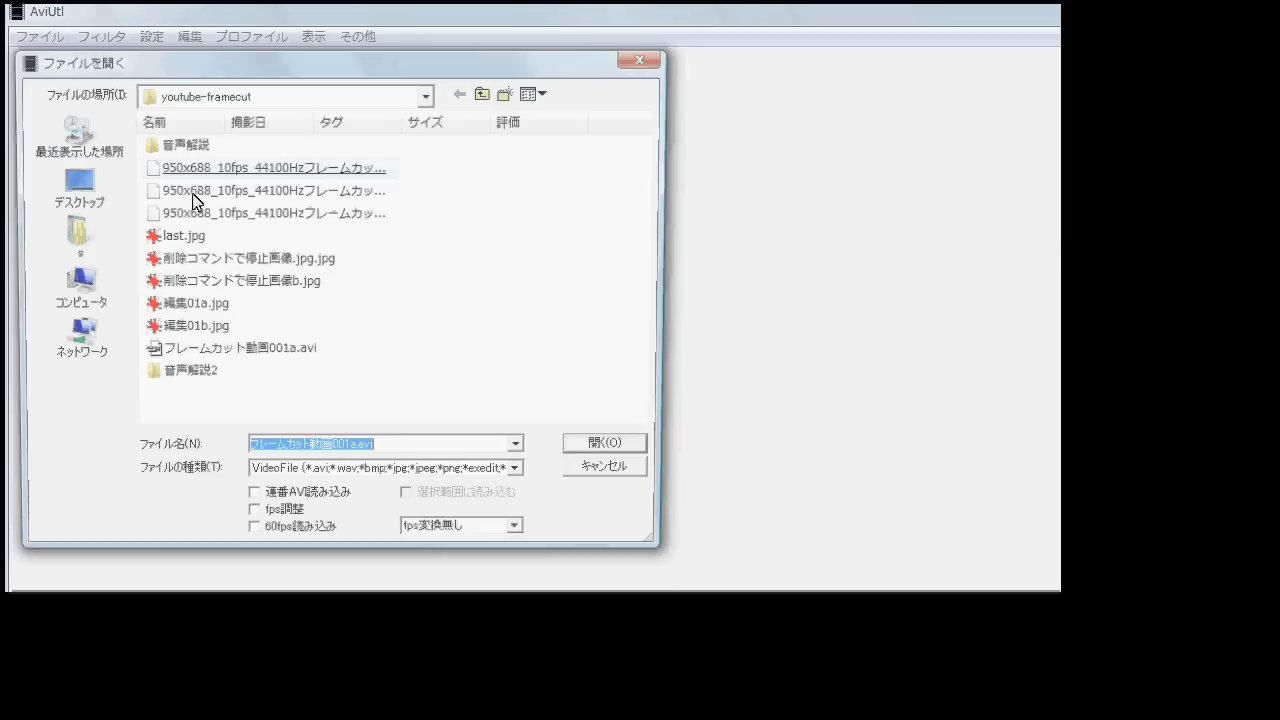 AviUtl
ファイル フィルタ 設定 編集 プロファイル 表示 その他
ファイルを開く
ファイルの場所(I):
youtube-framecut
名前 撮影日 タグ サイズ 評価
音声解説
950x688_10fps_44100Hzフレームカッ...
950x688_10fps_44100Hzフレームカッ...
950x688_10fps_44100Hzフレームカッ...
last.jpg
削除コマンドで停止画像.jpg.jpg
削除コマンドで停止画像b.jpg
編集01a.jpg
編集01b.jpg
フレームカット動画001a.avi
音声解説2
最近表示した場所
デスクトップ
s
コンピュータ
ネットワーク
ファイル名(N):
フレームカット動画001a.avi
開く(O)
ファイルの種類(T):
VideoFile (*.avi;*.wav;*bmp;*jpg;*jpeg;*png;*exedit;*
キャンセル
連番AVI読み込み
選択範囲に読み込む
fps調整
60fps読み込み
fps変換無し